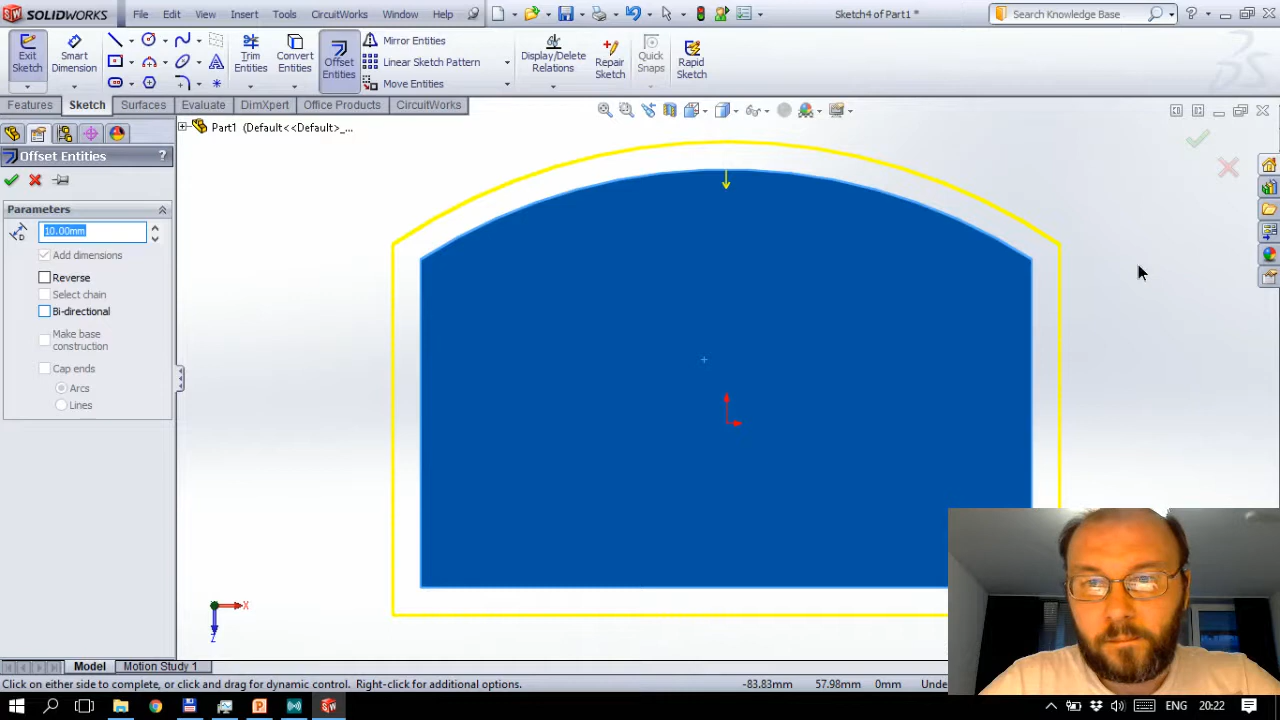 SOLIDWORKS File Edit View Insert Tools CircuitWorks Window Help Sketch4 of Part1 * Search Knowledge Base
Exit Sketch
Smart Dimension
Trim Entities
Convert Entities
Offset Entities
Mirror Entities
Linear Sketch Pattern
Move Entities
Display/Delete Relations
Repair Sketch
Quick Snaps
Rapid Sketch
Features Sketch Surfaces Evaluate DimXpert Office Products CircuitWorks
Part1 (Default<<Default>_...
Offset Entities ?
Parameters
10.00mm
Add dimensions
Reverse
Select chain
Bi-directional
Make base
construction
Cap ends
Arcs
Lines
X
Z
Model Motion Study 1
Click on either side to complete, or click and drag for dynamic control. Right-click for additional options. -83.83mm 57.98mm 0mm Unde
ENG 20:22